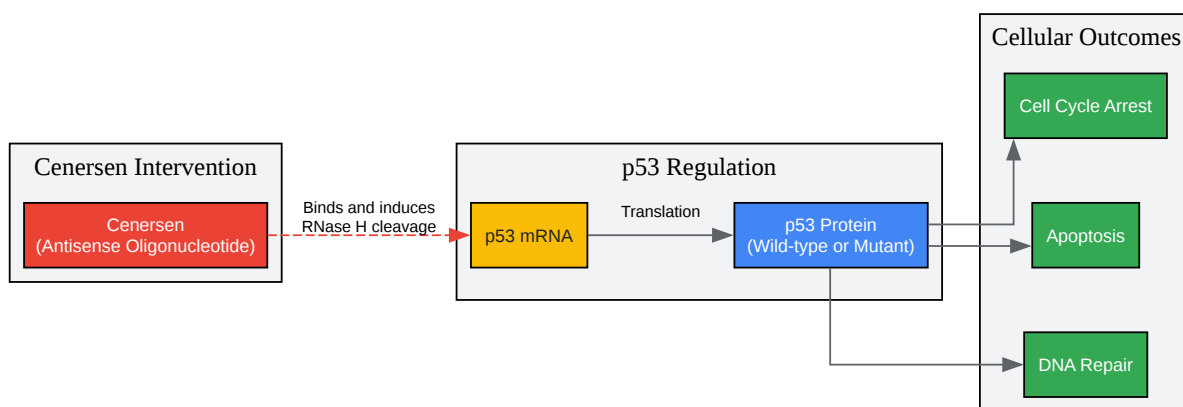 Cellular Outcomes
Cell Cycle Arrest
Cenersen Intervention
p53 Regulation
Cenersen
(Antisense Oligonucleotide)
Binds and induces
RNase H cleavage
p53 mRNA
Translation
p53 Protein
(Wild-type or Mutant)
Apoptosis
DNA Repair